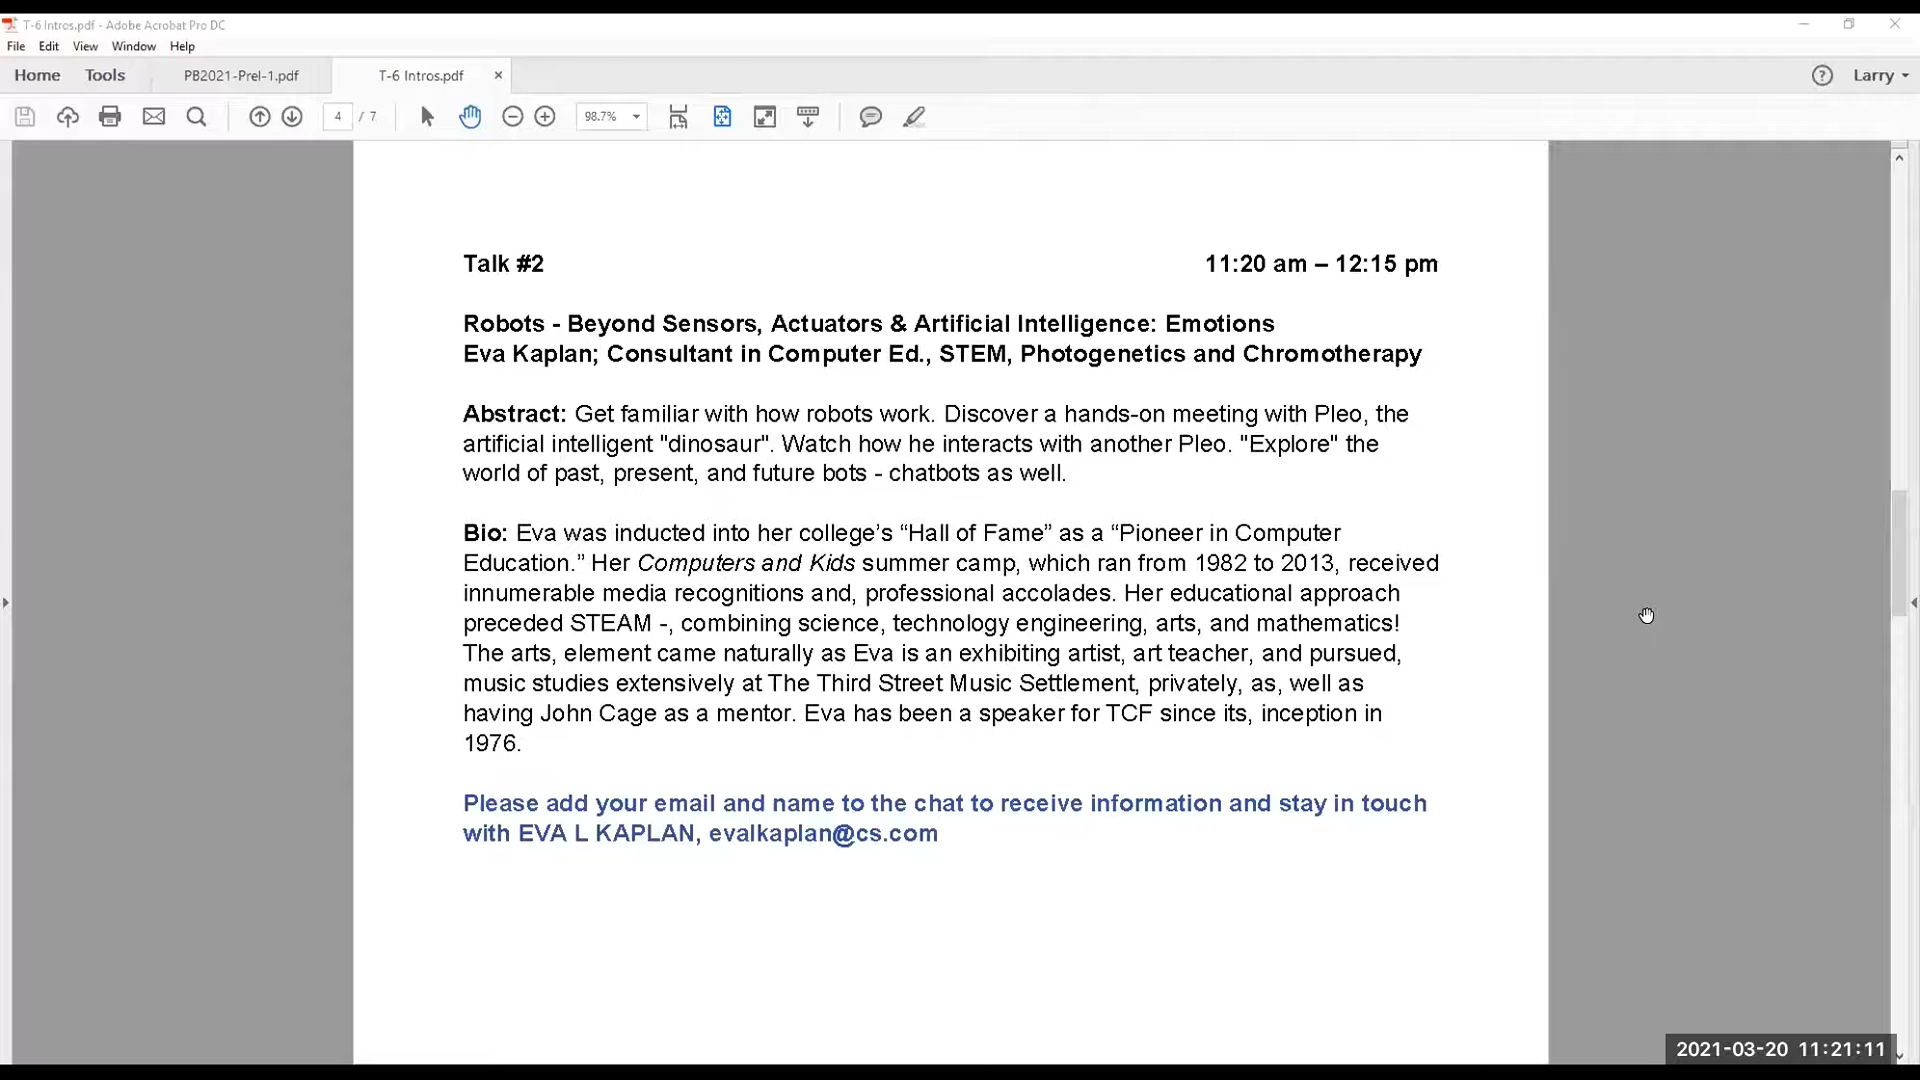 T-6 Intros.pdf - Adobe Acrobat Pro DC
File Edit View Window Help
Home Tools PB2021-Prel-1.pdf T-6 Intros.pdf × Larry
4 / 7 98.7%
Talk #2 11:20 am – 12:15 pm
Robots - Beyond Sensors, Actuators & Artificial Intelligence: Emotions
Eva Kaplan; Consultant in Computer Ed., STEM, Photogenetics and Chromotherapy
Abstract: Get familiar with how robots work. Discover a hands-on meeting with Pleo, the
artificial intelligent "dinosaur". Watch how he interacts with another Pleo. "Explore" the
world of past, present, and future bots - chatbots as well.
Bio: Eva was inducted into her college’s “Hall of Fame” as a “Pioneer in Computer
Education.” Her Computers and Kids summer camp, which ran from 1982 to 2013, received
innumerable media recognitions and, professional accolades. Her educational approach
preceded STEAM -, combining science, technology engineering, arts, and mathematics!
The arts, element came naturally as Eva is an exhibiting artist, art teacher, and pursued,
music studies extensively at The Third Street Music Settlement, privately, as, well as
having John Cage as a mentor. Eva has been a speaker for TCF since its, inception in
1976.
Please add your email and name to the chat to receive information and stay in touch
with EVA L KAPLAN, evalkaplan@cs.com
2021-03-20 11:21:11